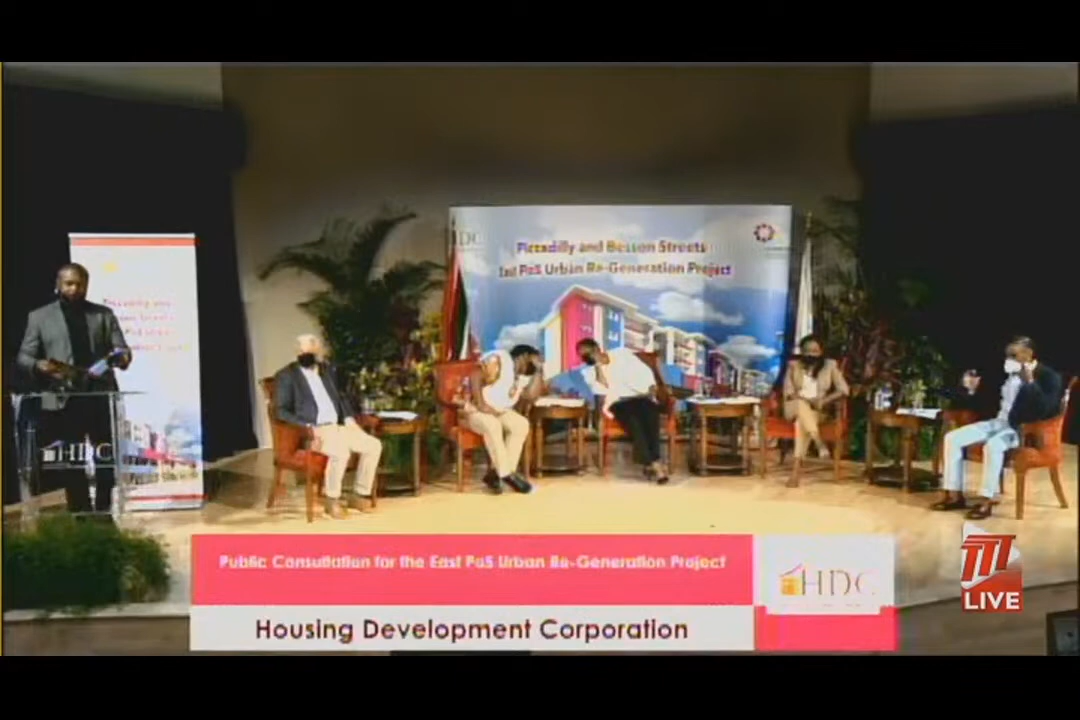 HDC
Piccadilly and Besson Streets
East PoS Urban Re-Generation Project
HDC
Public Consultation for the East PoS Urban Re-Generation Project
Housing Development Corporation
HDC
LIVE